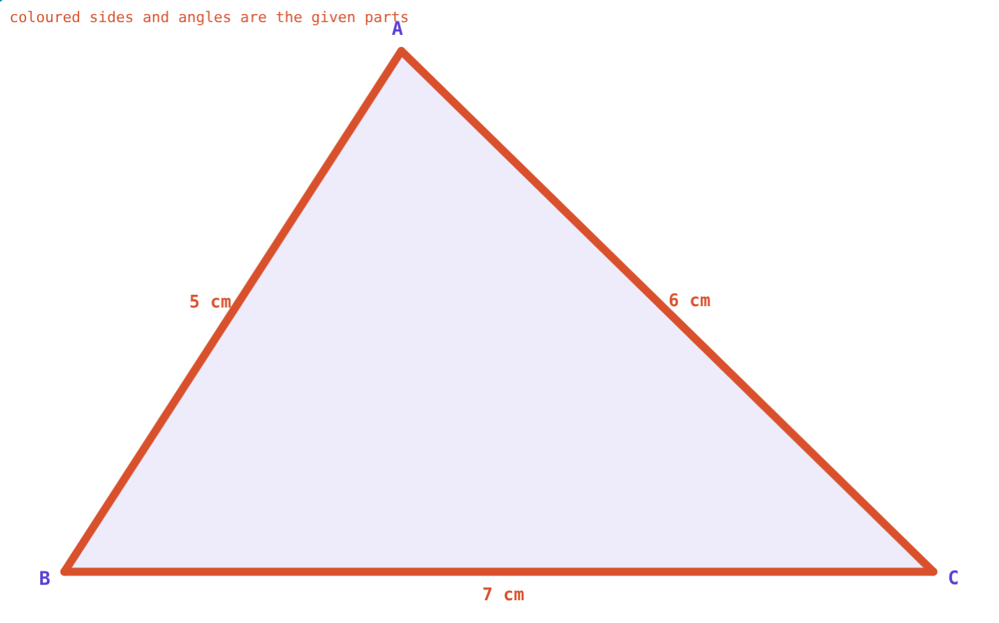 coloured sides and angles are the given parts
A
5 cm
6 cm
B
C
7 cm